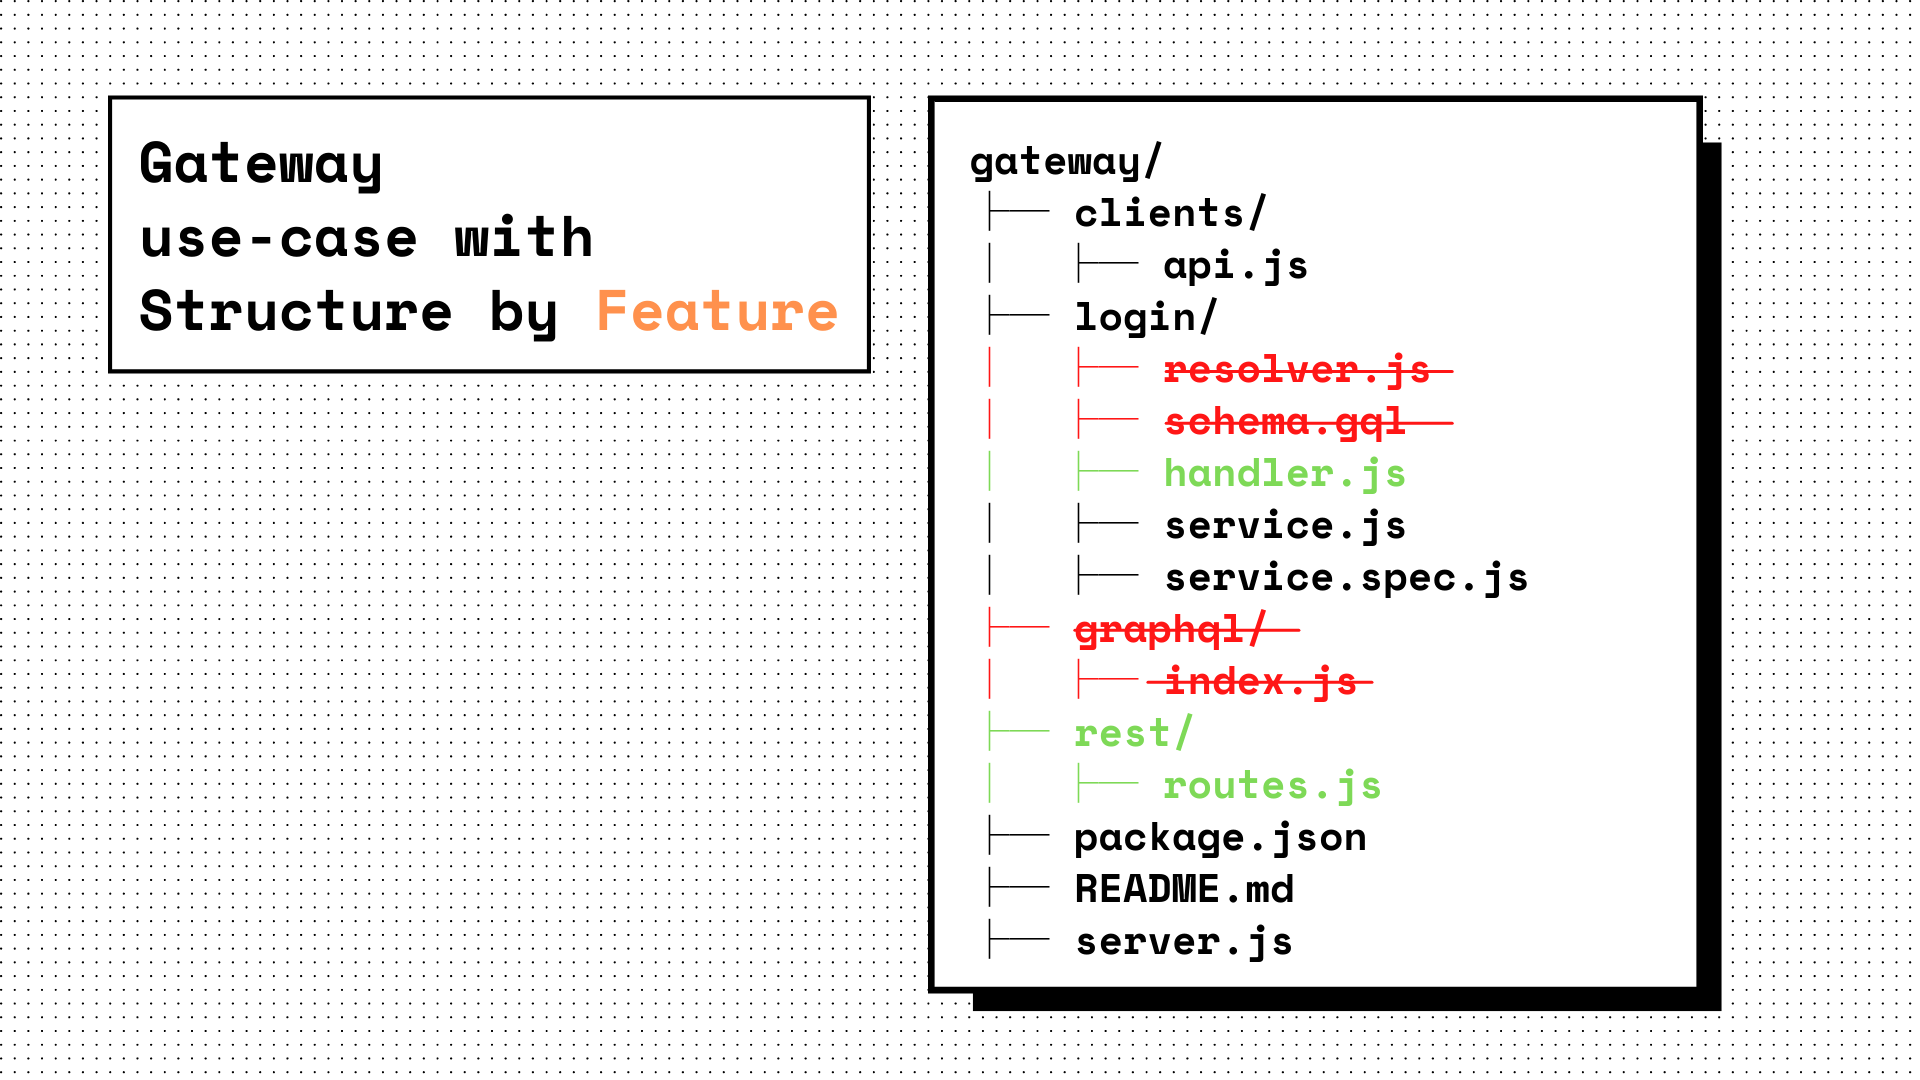 Gateway
use-case with
Structure by Feature
gateway/
├── clients/
│   ├── api.js
├── login/
│   ├── resolver.js
│   ├── schema.gql
│   ├── handler.js
│   ├── service.js
│   ├── service.spec.js
├── graphql/
│   ├── index.js
├── rest/
│   ├── routes.js
├── package.json
├── README.md
├── server.js